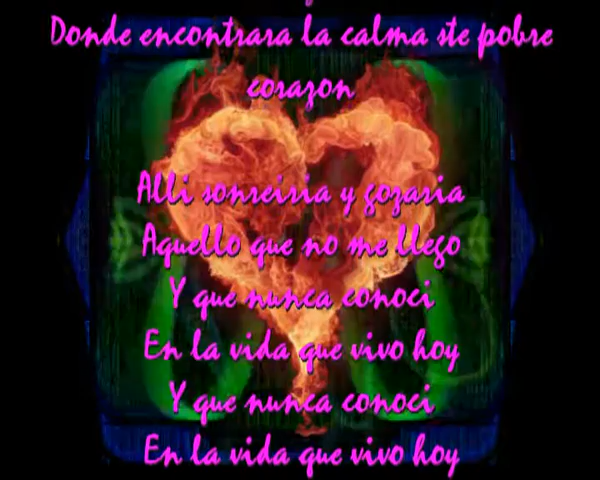 Donde encontrara la calma ste pobre
corazon
Alli sonreiria y gozaria
Aquello que no me llego
Y que nunca conoci
En la vida que vivo hoy
Y que nunca conoci
En la vida que vivo hoy